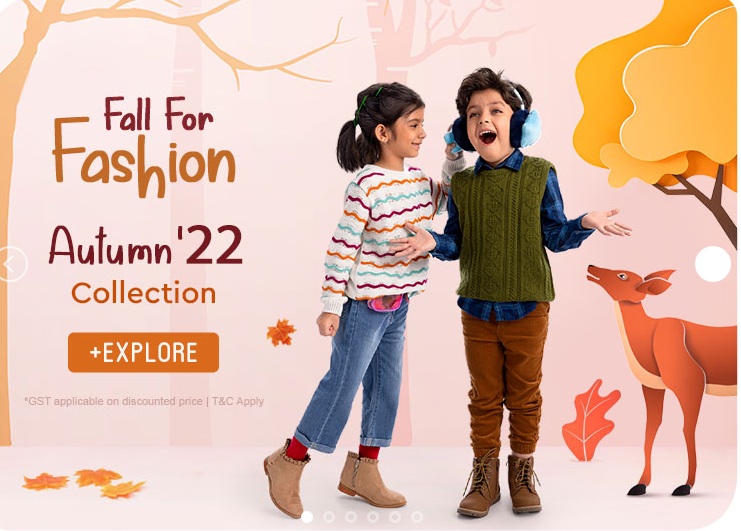 Fall For
Fashion
Autumn '22
Collection
+EXPLORE
*GST applicable on discounted price | T&C Apply